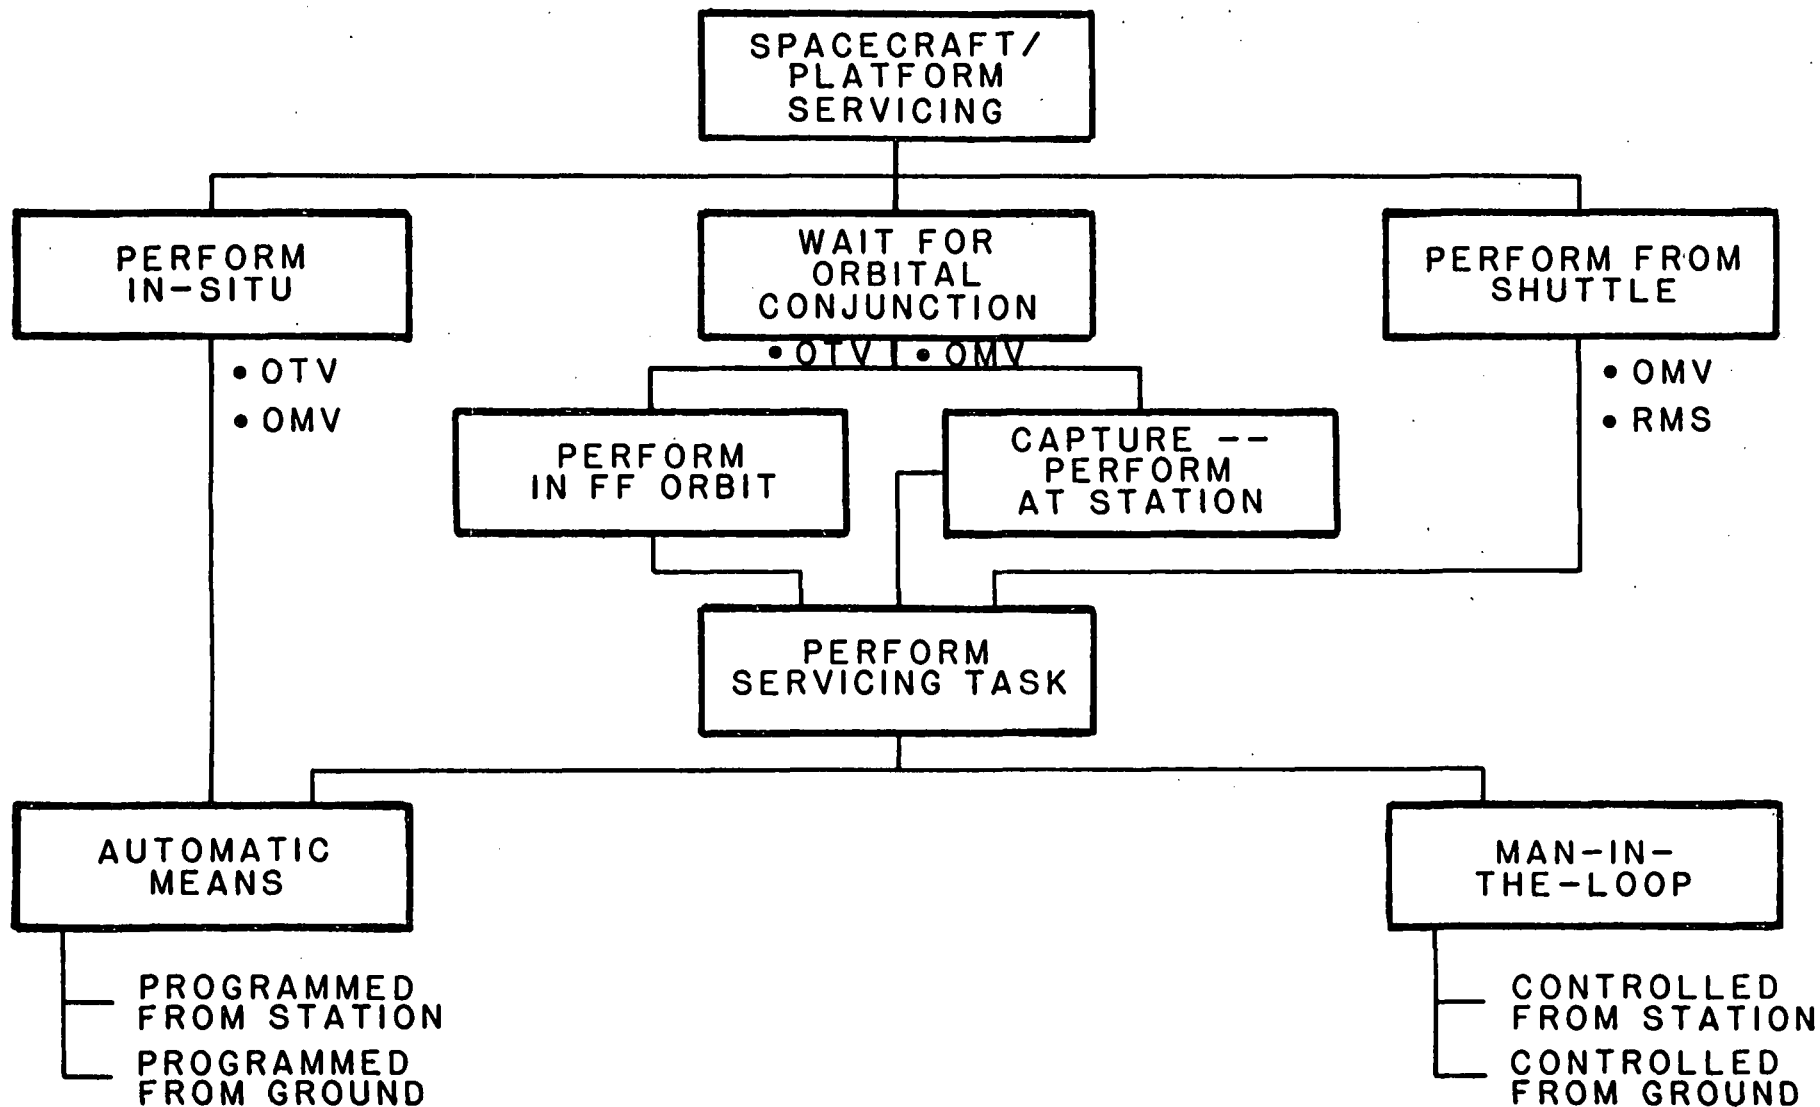 SPACECRAFT/
PLATFORM
SERVICING
PERFORM
IN-SITU
WAIT FOR
ORBITAL
CONJUNCTION
PERFORM FROM
SHUTTLE
• OTV • OMV
• OTV
• OMV
• OMV
• RMS
PERFORM
IN FF ORBIT
CAPTURE --
PERFORM
AT STATION
PERFORM
SERVICING TASK
AUTOMATIC
MEANS
MAN-IN-
THE-LOOP
PROGRAMMED
FROM STATION
PROGRAMMED
FROM GROUND
CONTROLLED
FROM STATION
CONTROLLED
FROM GROUND